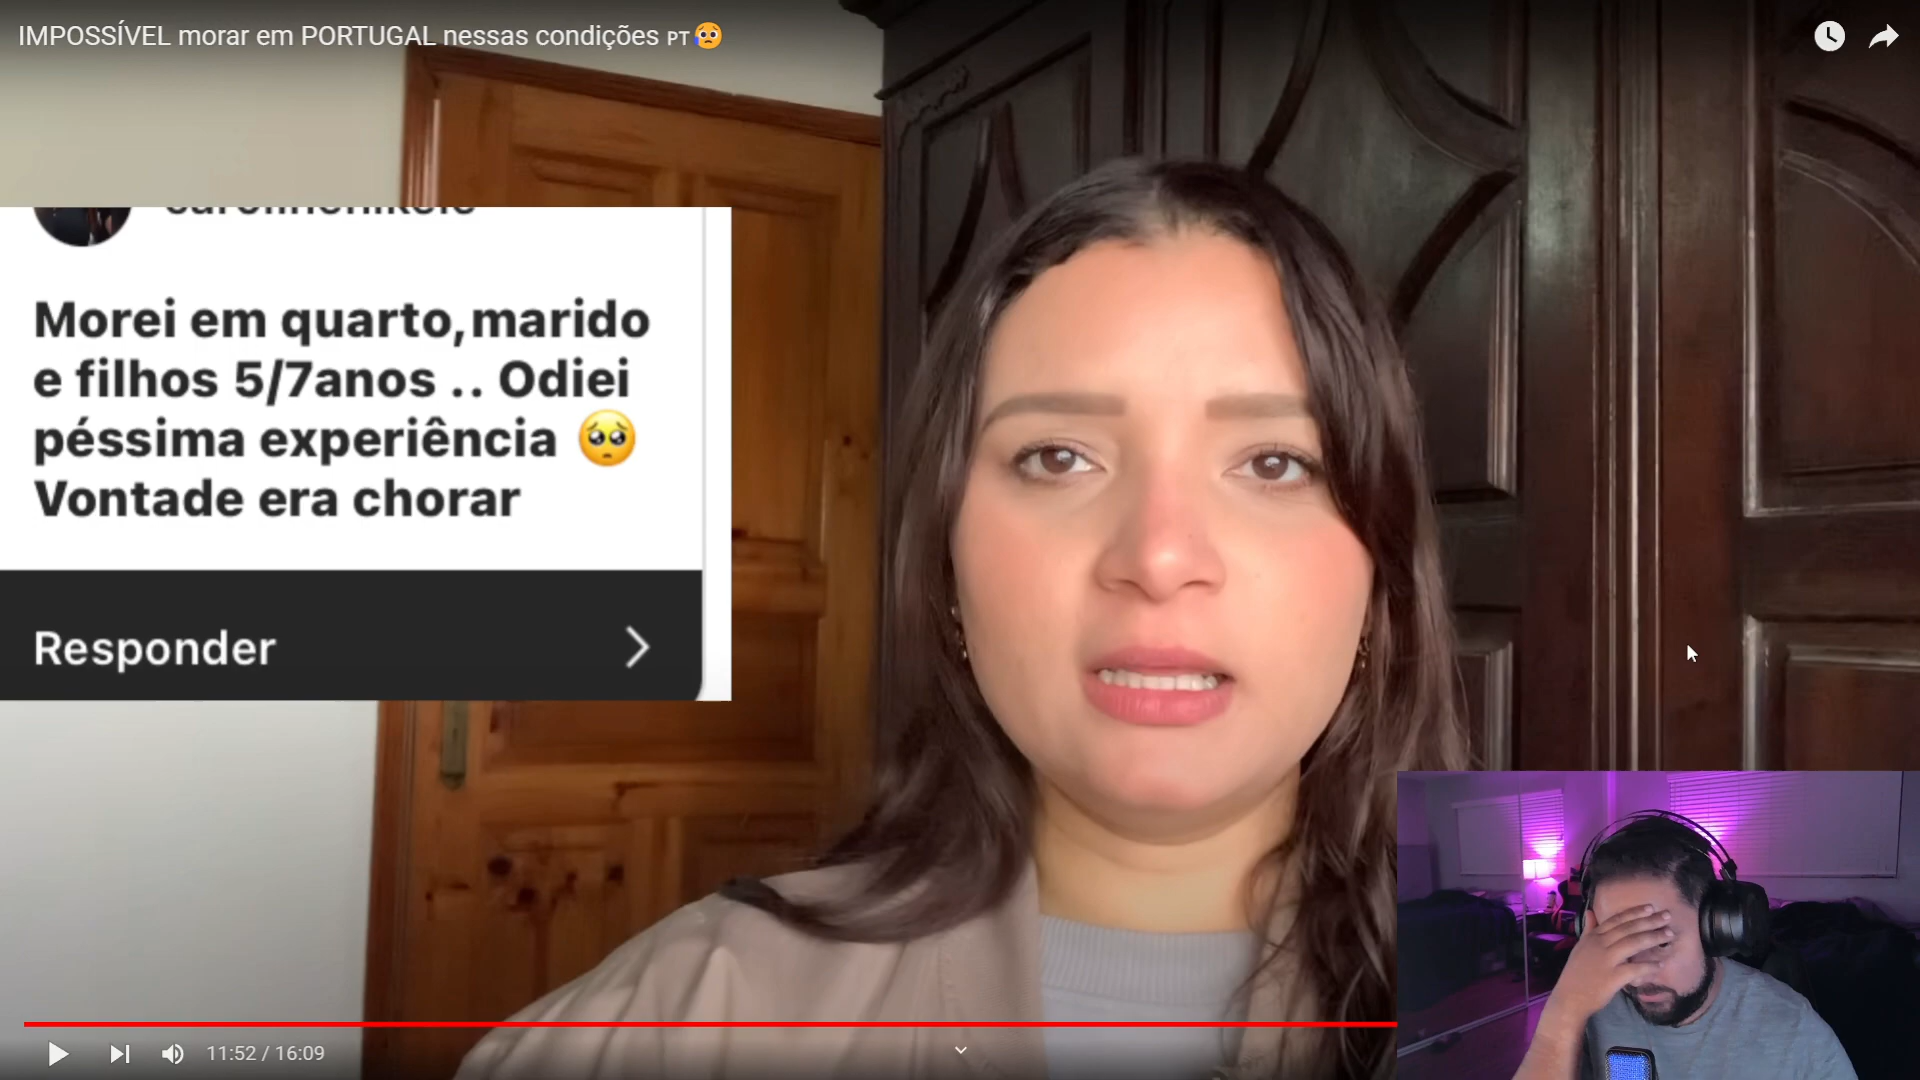 IMPOSSÍVEL morar em PORTUGAL nessas condições PT🥺
Morei em quarto,marido
e filhos 5/7anos .. Odiei
péssima experiência 🥺
Vontade era chorar
Responder
11:52 / 16:09